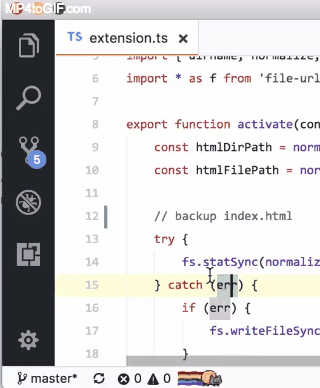 MP4toGIF.com
TS extension.ts ×
5 import { dirname, normalize,
6 import * as f from 'file-url
7
8 export function activate(con
9 const htmlDirPath = norm
10 const htmlFilePath = norm
11
12 // backup index.html
13 try {
14 fs.statSync(normaliz
15 } catch (err) {
16 if (err) {
17 fs.writeFileSync
18 }
5
master* 0 0